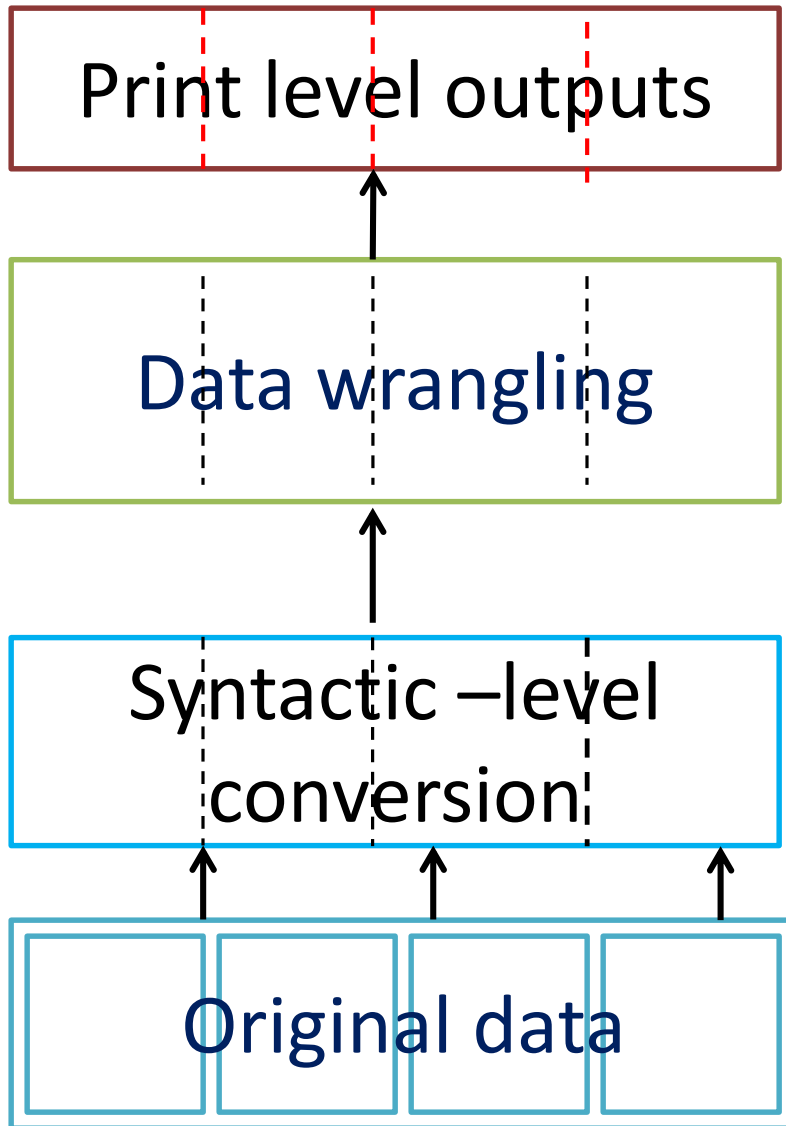 Print level outputs
Data wrangling
Syntactic –level
conversion
Original data